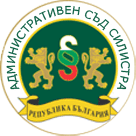 АДМИНИСТРАТИВЕН СЪД СИЛИСТРА
§
РЕПУБЛИКА БЪЛГАРИЯ